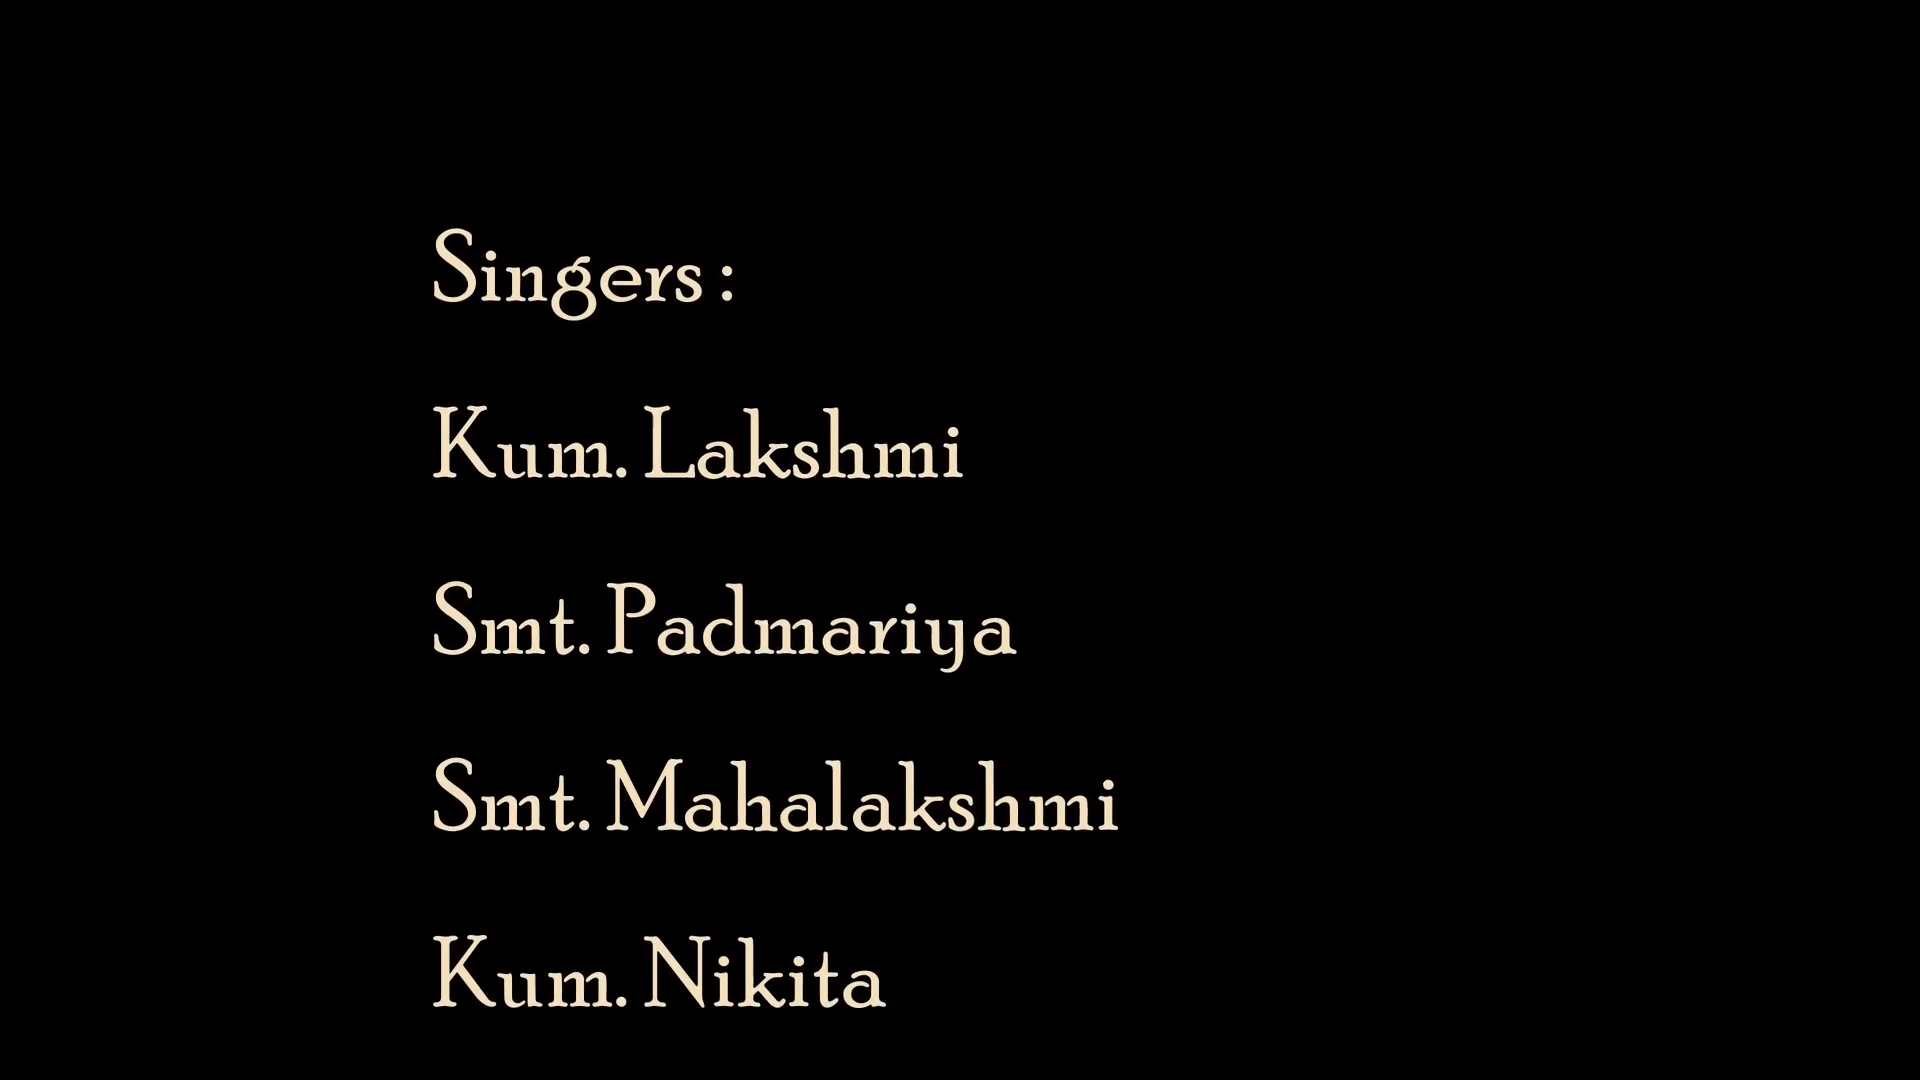 Singers :
Kum. Lakshmi
Smt. Padmariya
Smt. Mahalakshmi
Kum. Nikita